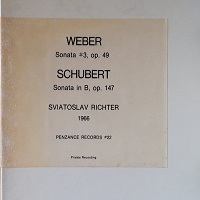 WEBER
Sonata #3, op. 49
SCHUBERT
Sonata in B, op. 147
SVIATOSLAV RICHTER
1966
PENZANCE RECORDS #22
Private Recording